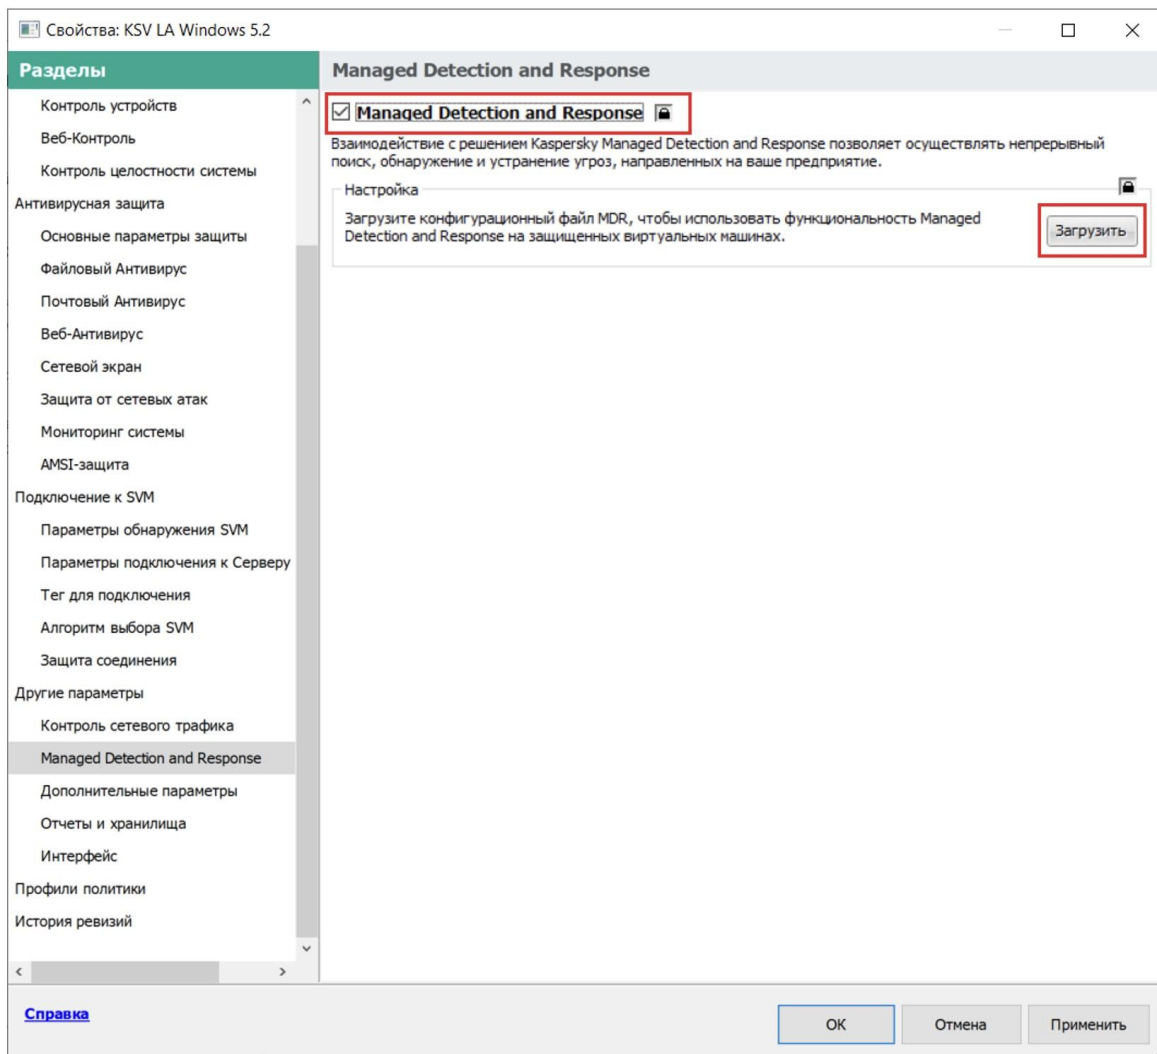 Свойства: KSV LA Windows 5.2
Разделы
Контроль устройств
Веб-Контроль
Контроль целостности системы
Антивирусная защита
Основные параметры защиты
Файловый Антивирус
Почтовый Антивирус
Веб-Антивирус
Сетевой экран
Защита от сетевых атак
Мониторинг системы
AMSI-защита
Подключение к SVM
Параметры обнаружения SVM
Параметры подключения к Серверу
Тег для подключения
Алгоритм выбора SVM
Защита соединения
Другие параметры
Контроль сетевого трафика
Managed Detection and Response
Дополнительные параметры
Отчеты и хранилища
Интерфейс
Профили политики
История ревизий
Managed Detection and Response
Managed Detection and Response
Взаимодействие с решением Kaspersky Managed Detection and Response позволяет осуществлять непрерывный
поиск, обнаружение и устранение угроз, направленных на ваше предприятие.
Настройка
Загрузите конфигурационный файл MDR, чтобы использовать функциональность Managed
Detection and Response на защищенных виртуальных машинах.
Загрузить
Справка
ОК
Отмена
Применить